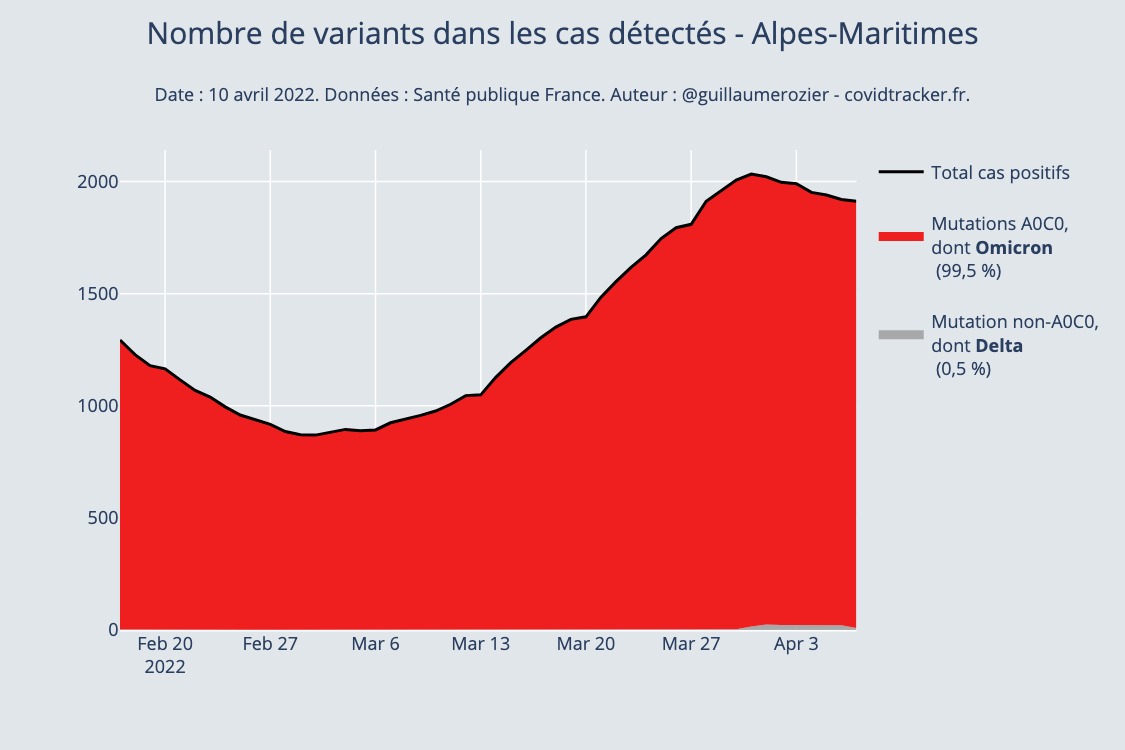 Nombre de variants dans les cas détectés - Alpes-Maritimes
Date : 10 avril 2022. Données : Santé publique France. Auteur : @guillaumerozier - covidtracker.fr.
2000
1500
1000
500
0
Feb 20
2022
Feb 27
Mar 6
Mar 13
Mar 20
Mar 27
Apr 3
Total cas positifs
Mutations A0C0,
dont Omicron
(99,5 %)
Mutation non-A0C0,
dont Delta
(0,5 %)